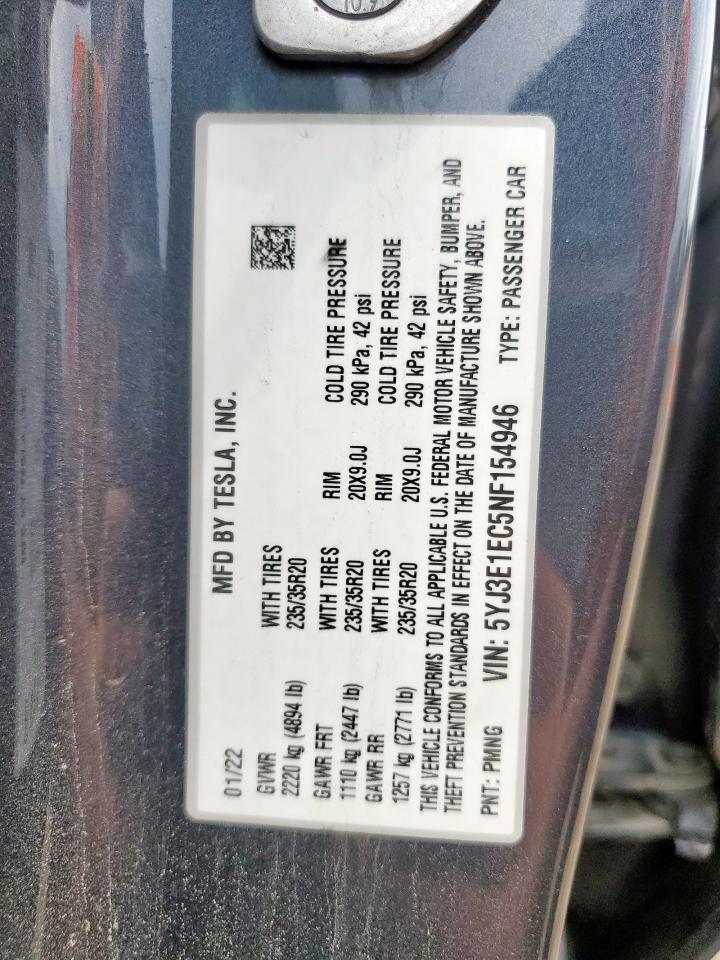 10.9
MFD BY TESLA, INC.
01/22
GVWR WITH TIRES
2220 kg (4894 lb) 235/35R20
GAWR FRT WITH TIRES RIM COLD TIRE PRESSURE
1110 kg (2447 lb) 235/35R20 20X9.0J 290 kPa, 42 psi
GAWR RR WITH TIRES RIM COLD TIRE PRESSURE
1257 kg (2771 lb) 235/35R20 20X9.0J 290 kPa, 42 psi
THIS VEHICLE CONFORMS TO ALL APPLICABLE U.S. FEDERAL MOTOR VEHICLE SAFETY, BUMPER, AND
THEFT PREVENTION STANDARDS IN EFFECT ON THE DATE OF MANUFACTURE SHOWN ABOVE.
PNT: PMNG VIN: 5YJ3E1EC5NF154946 TYPE: PASSENGER CAR